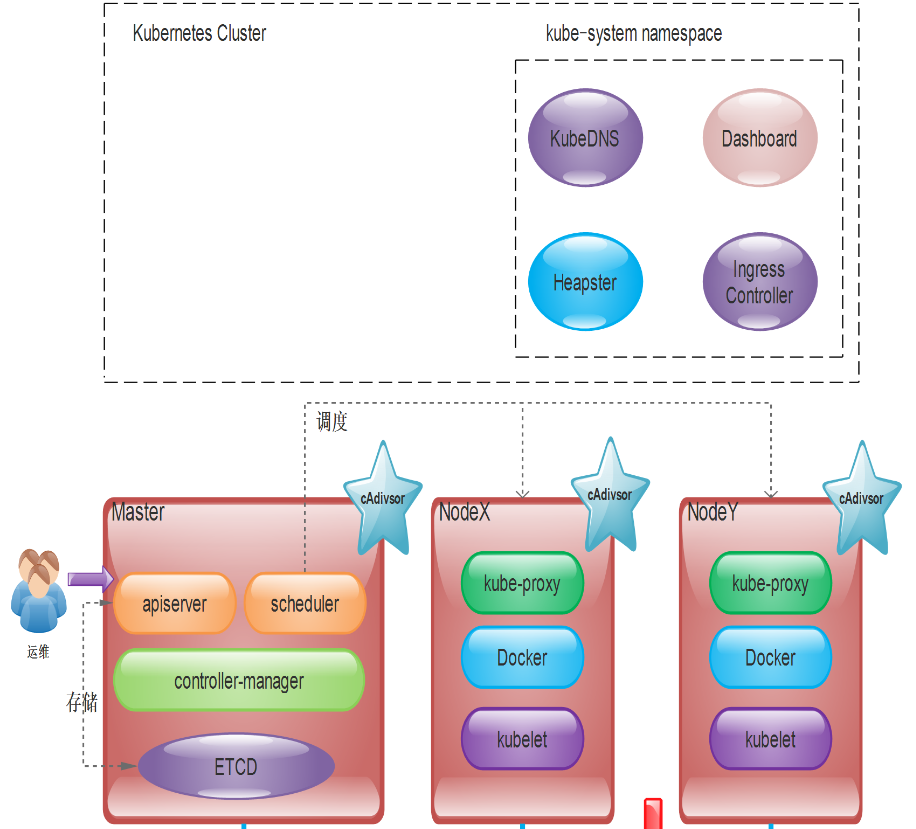 Kubernetes Cluster
kube-system namespace
KubeDNS
Dashboard
Heapster
Ingress
Controller
调度
cAdivsor
cAdivsor
cAdivsor
Master
NodeX
NodeY
apiserver
scheduler
kube-proxy
kube-proxy
运维
controller-manager
Docker
Docker
存储
ETCD
kubelet
kubelet